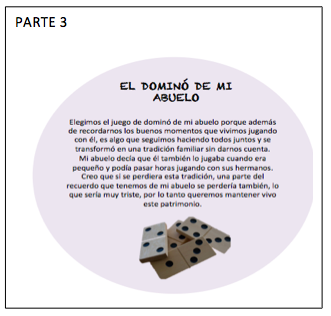 PARTE 3
EL DOMINÓ DE MI
ABUELO
Elegimos el juego de dominó de mi abuelo porque además
de recordarnos los buenos momentos que vivimos jugando
con él, es algo que seguimos haciendo todos juntos y se
transformó en una tradición familiar sin darnos cuenta.
Mi abuelo decía que él también lo jugaba cuando era
pequeño y podía pasar horas jugando con sus hermanos.
Creo que si se perdiera esta tradición, una parte del
recuerdo que tenemos de mi abuelo se perdería también, lo
que sería muy triste, por lo tanto queremos mantener vivo
este patrimonio.